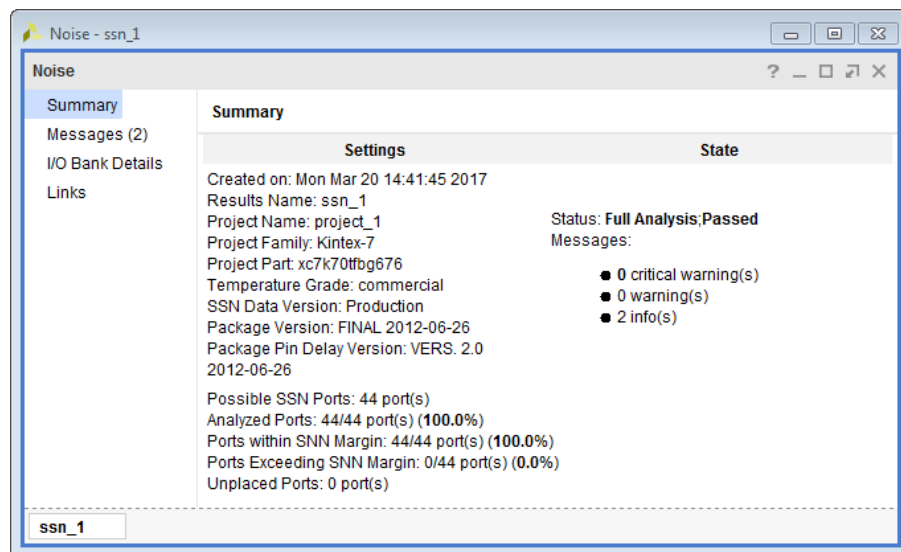 Noise - ssn_1
Noise
?
Summary
Messages (2)
I/O Bank Details
Links
Summary
Settings
State
Created on: Mon Mar 20 14:41:45 2017
Results Name: ssn_1
Project Name: project_1
Project Family: Kintex-7
Project Part: xc7k70tfbg676
Temperature Grade: commercial
SSN Data Version: Production
Package Version: FINAL 2012-06-26
Package Pin Delay Version: VERS. 2.0
2012-06-26
Possible SSN Ports: 44 port(s)
Analyzed Ports: 44/44 port(s) (100.0%)
Ports within SNN Margin: 44/44 port(s) (100.0%)
Ports Exceeding SNN Margin: 0/44 port(s) (0.0%)
Unplaced Ports: 0 port(s)
Status: Full Analysis;Passed
Messages:
0 critical warning(s)
0 warning(s)
2 info(s)
ssn_1